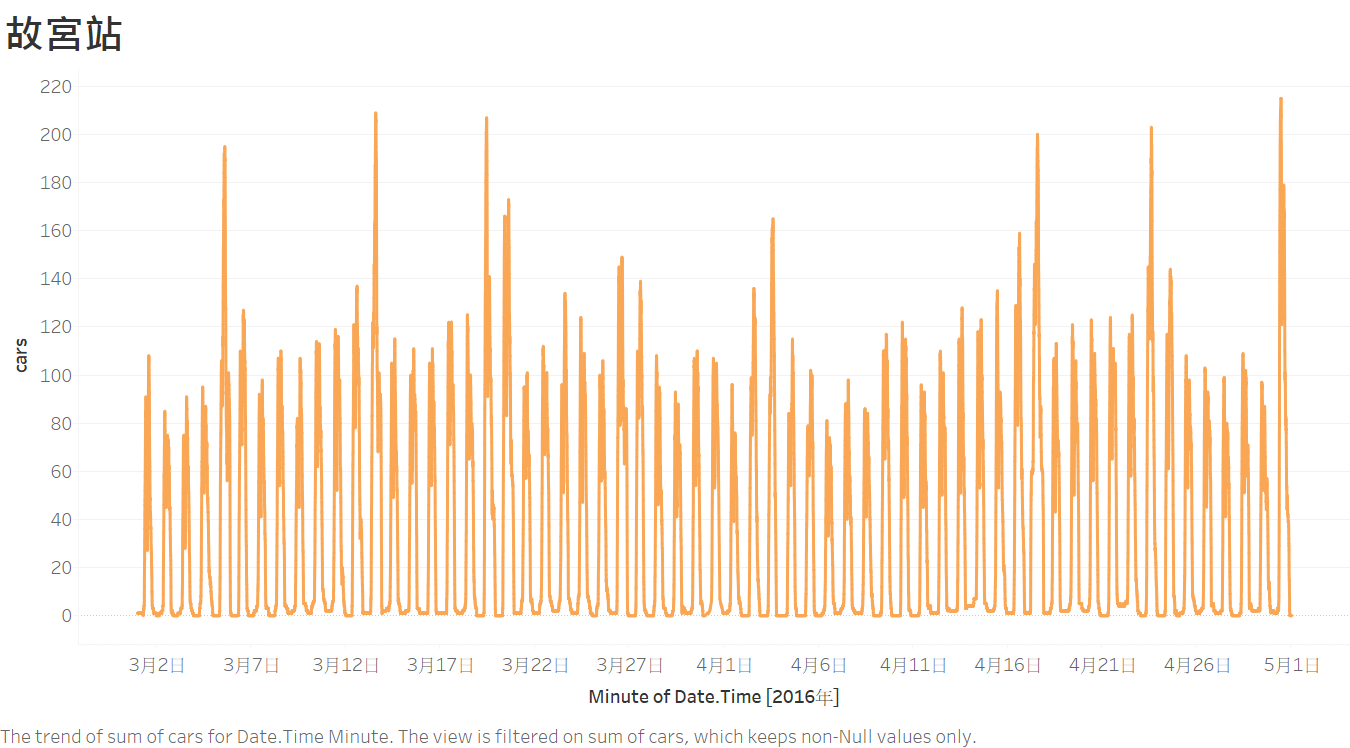 故宮站
220
200
180
160
140
120
100
80
60
40
20
0
cars
3月2日 3月7日 3月12日 3月17日 3月22日 3月27日 4月1日 4月6日 4月11日 4月16日 4月21日 4月26日 5月1日
Minute of Date.Time [2016年]
The trend of sum of cars for Date.Time Minute. The view is filtered on sum of cars, which keeps non-Null values only.